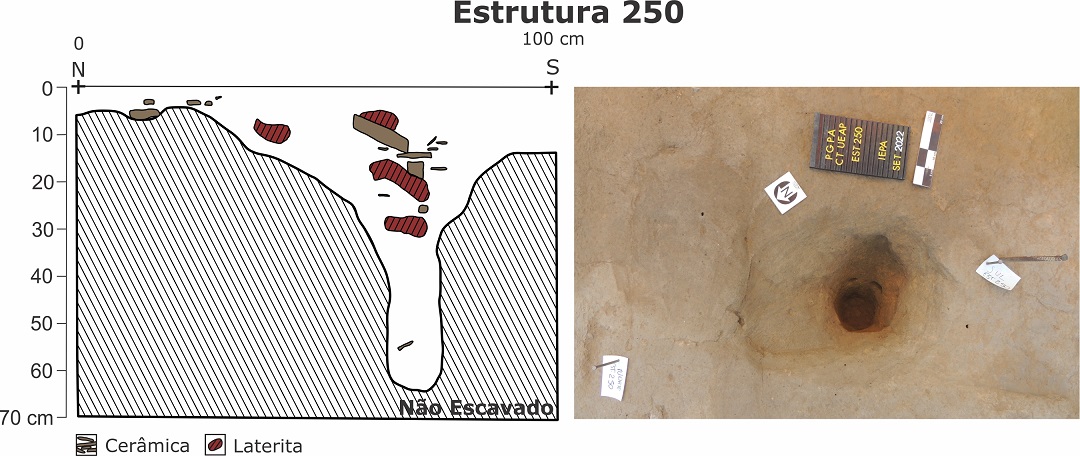 Estrutura 250
0
100 cm
N
S
0
10
20
30
40
50
60
70 cm
Não Escavado
Cerâmica
Laterita
PGPA
CT UEAP
EST 250
IEPA
SET 2022
N
SUL